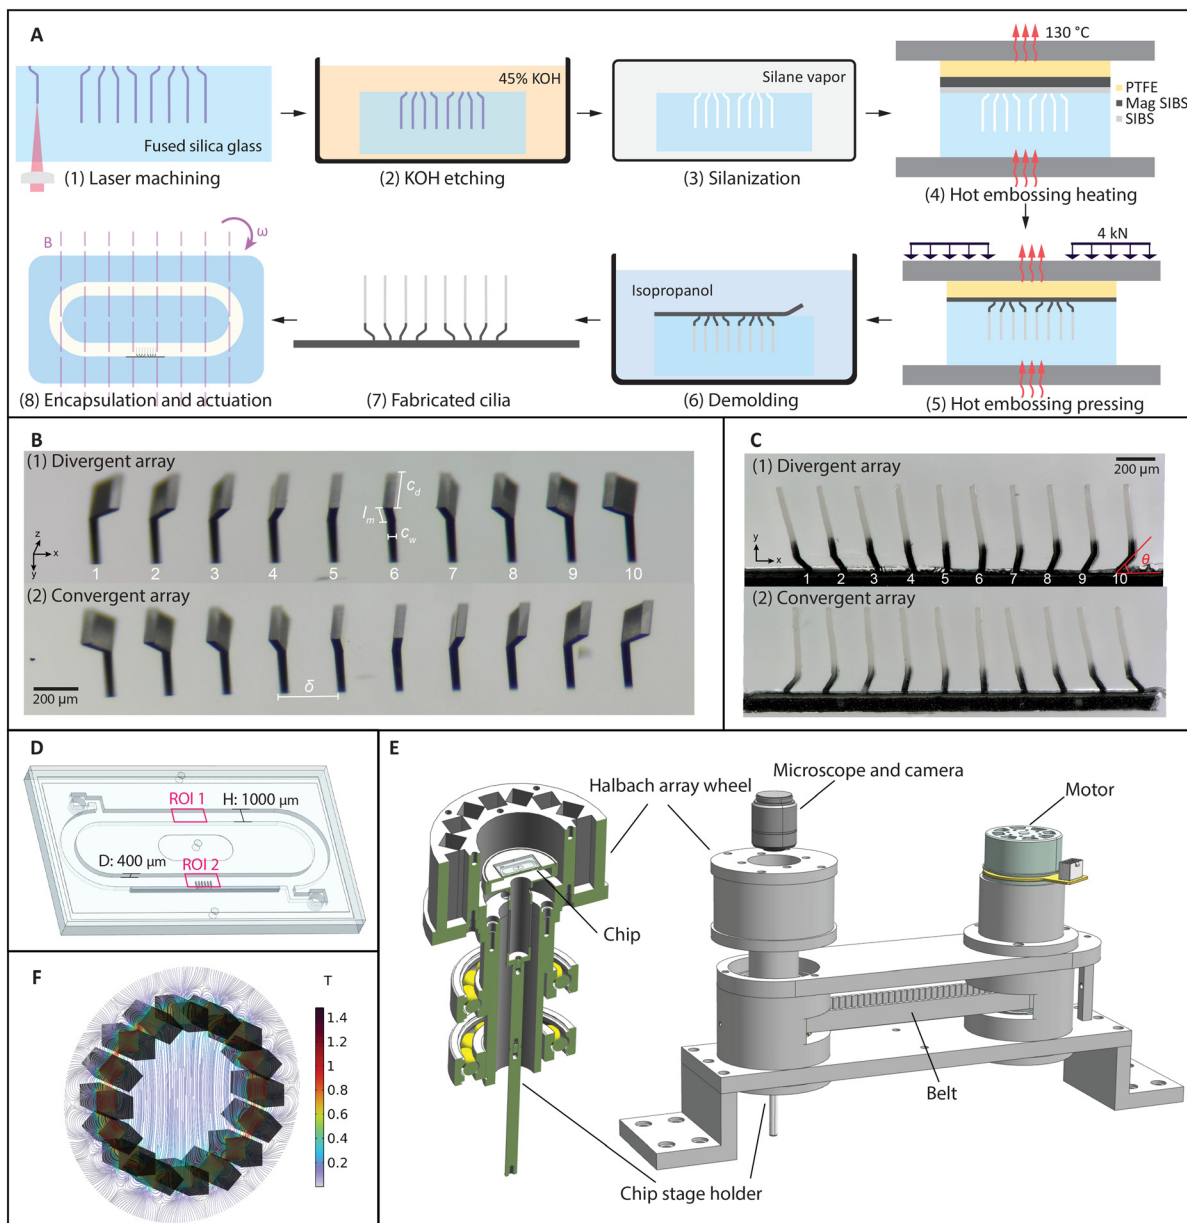 A
130 °C
45% KOH
Silane vapor
PTFE
Mag SIBS
SIBS
Fused silica glass
(1) Laser machining
(2) KOH etching
(3) Silanization
(4) Hot embossing heating
B
ω
4 kN
Isopropanol
(8) Encapsulation and actuation
(7) Fabricated cilia
(6) Demolding
(5) Hot embossing pressing
B
(1) Divergent array
c_d
l_m
c_w
z
x
y
1 2 3 4 5 6 7 8 9 10
(2) Convergent array
δ
200 μm
C
(1) Divergent array
200 μm
y
x
θ
1 2 3 4 5 6 7 8 9 10
(2) Convergent array
D
ROI 1
H: 1000 μm
D: 400 μm
ROI 2
E
Halbach array wheel
Microscope and camera
Motor
Chip
Belt
Chip stage holder
F
T
1.4
1.2
1
0.8
0.6
0.4
0.2